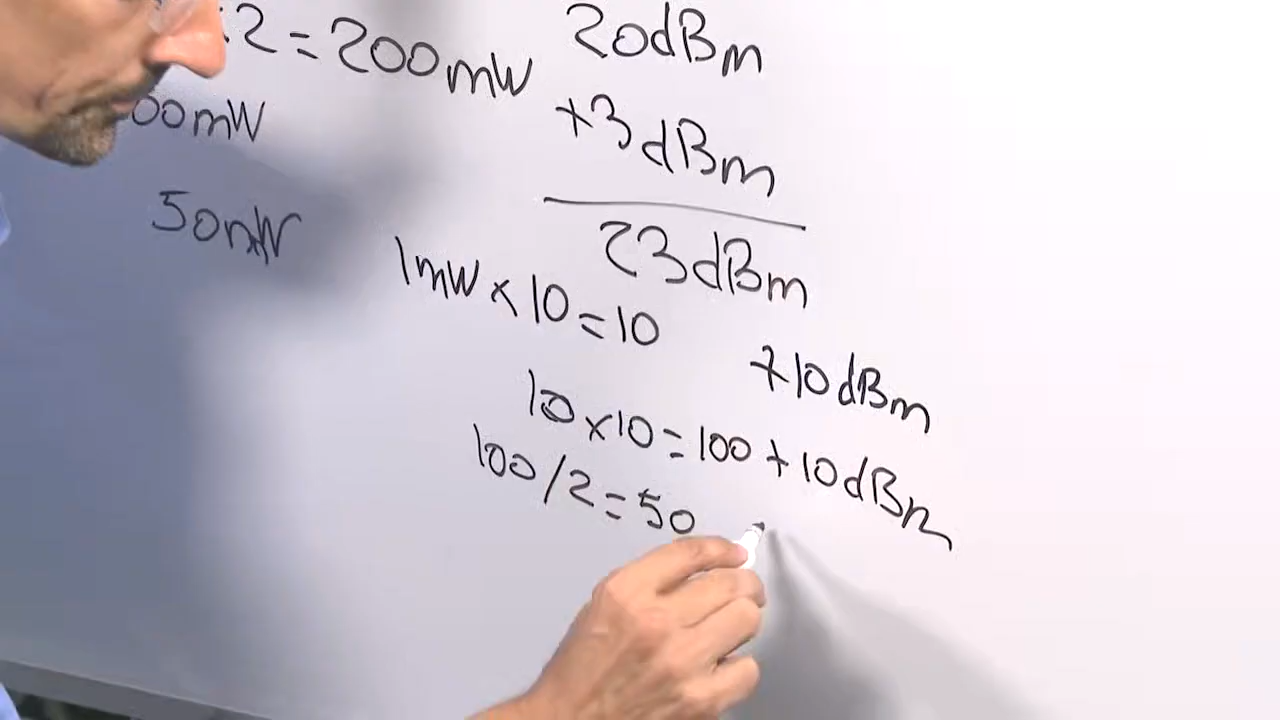 :2 = 200mW
20dBm
00mW
+3dBm
50mW
23dBm
1mW × 10 = 10
+10dBm
10 × 10 = 100 + 10dBm
100/2 = 50